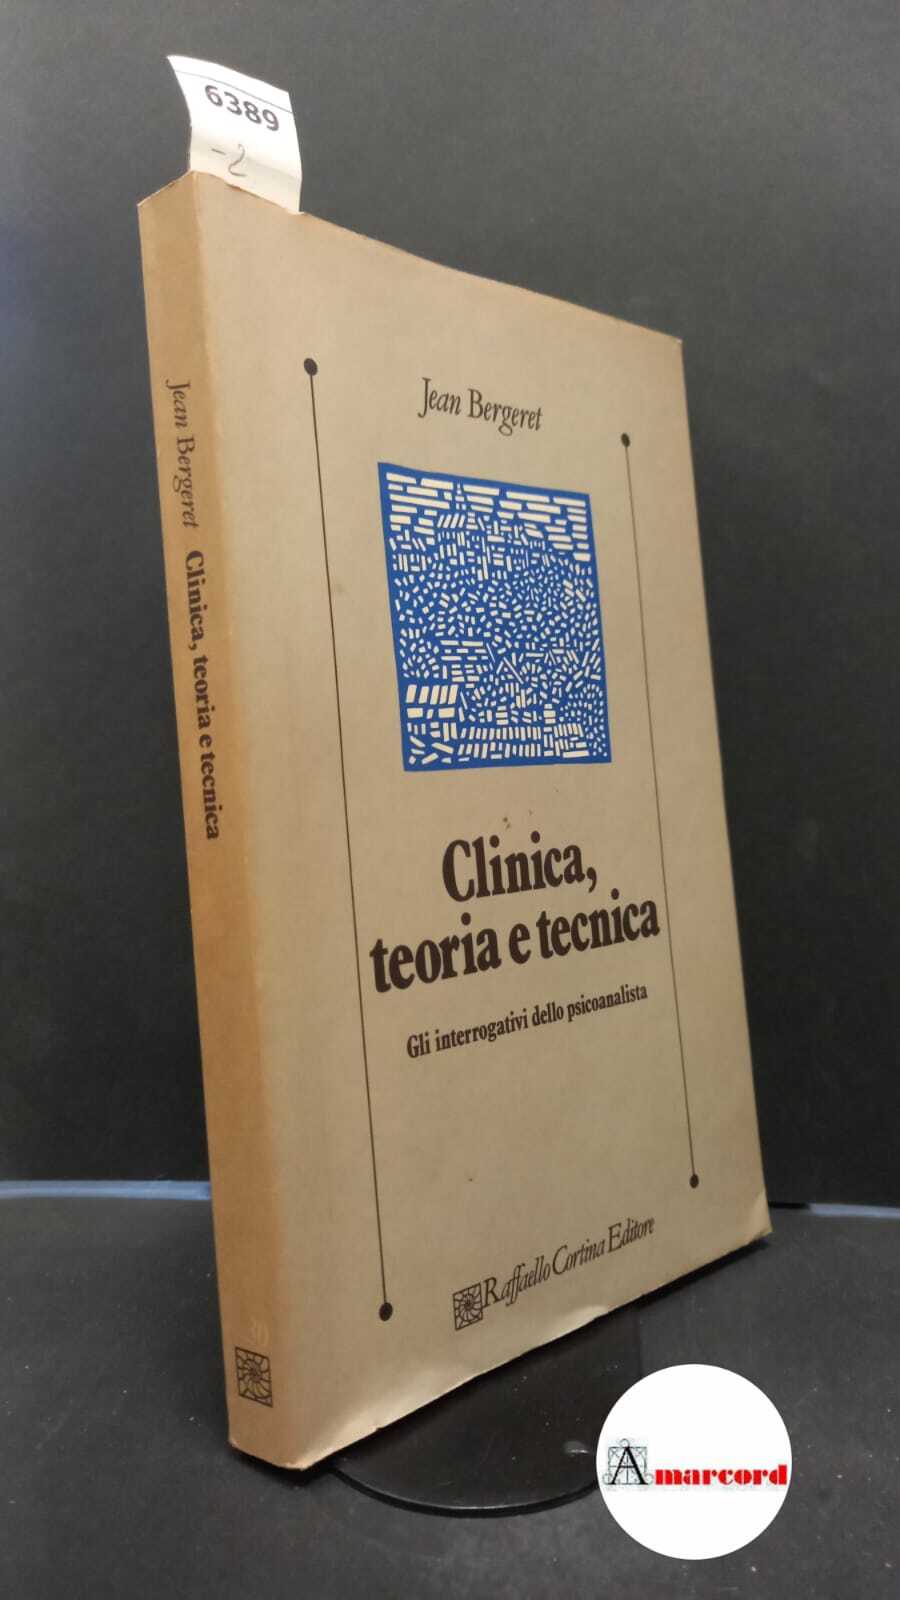 6389
-2
Jean Bergeret
Clinica,
teoria e tecnica
Gli interrogativi dello psicoanalista
Raffaello Cortina Editore
Jean Bergeret Clinica, teoria e tecnica
30
Amarcord